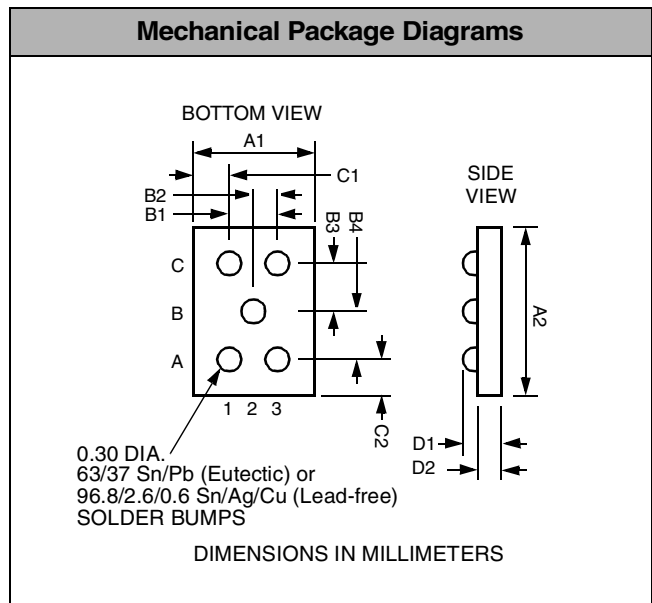 Mechanical Package Diagrams
BOTTOM VIEW
A1
SIDE
VIEW
C1
B2
B1
B3
B4
C
B
A
1 2 3
C2
A2
D1
D2
0.30 DIA.
63/37 Sn/Pb (Eutectic) or
96.8/2.6/0.6 Sn/Ag/Cu (Lead-free)
SOLDER BUMPS
DIMENSIONS IN MILLIMETERS